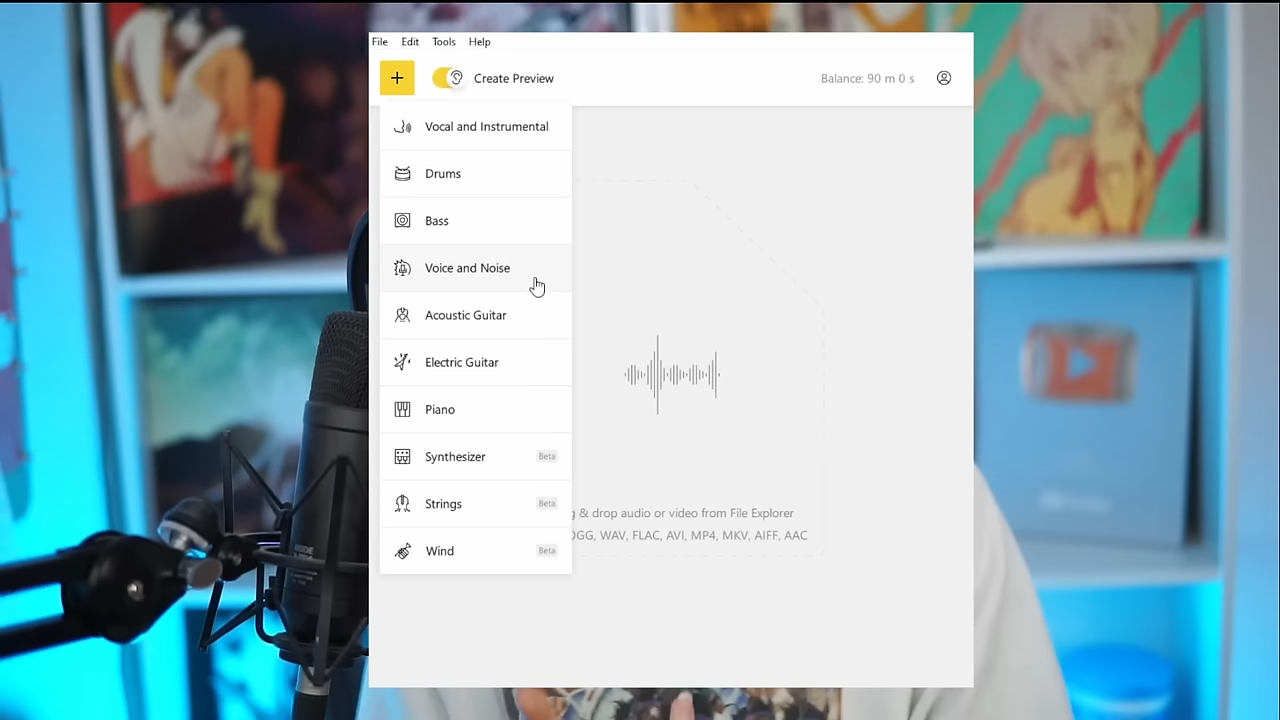 File Edit Tools Help
+ Create Preview Balance: 90 m 0 s
Vocal and Instrumental
Drums
Bass
Voice and Noise
Acoustic Guitar
Electric Guitar
Piano
Synthesizer Beta
Strings Beta
Wind Beta
& drop audio or video from File Explorer
OGG, WAV, FLAC, AVI, MP4, MKV, AIFF, AAC